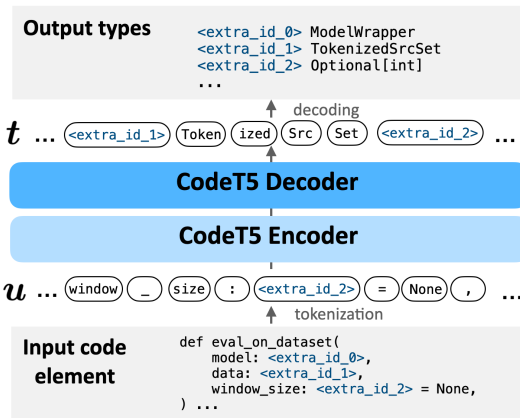 Output types
<extra_id_0> ModelWrapper
<extra_id_1> TokenizedSrcSet
<extra_id_2> Optional[int]
...
decoding
t ... <extra_id_1> Token ized Src Set <extra_id_2> ...
CodeT5 Decoder
CodeT5 Encoder
u ... window _ size : <extra_id_2> = None , ...
tokenization
Input code
element
def eval_on_dataset(
model: <extra_id_0>,
data: <extra_id_1>,
window_size: <extra_id_2> = None,
) ...